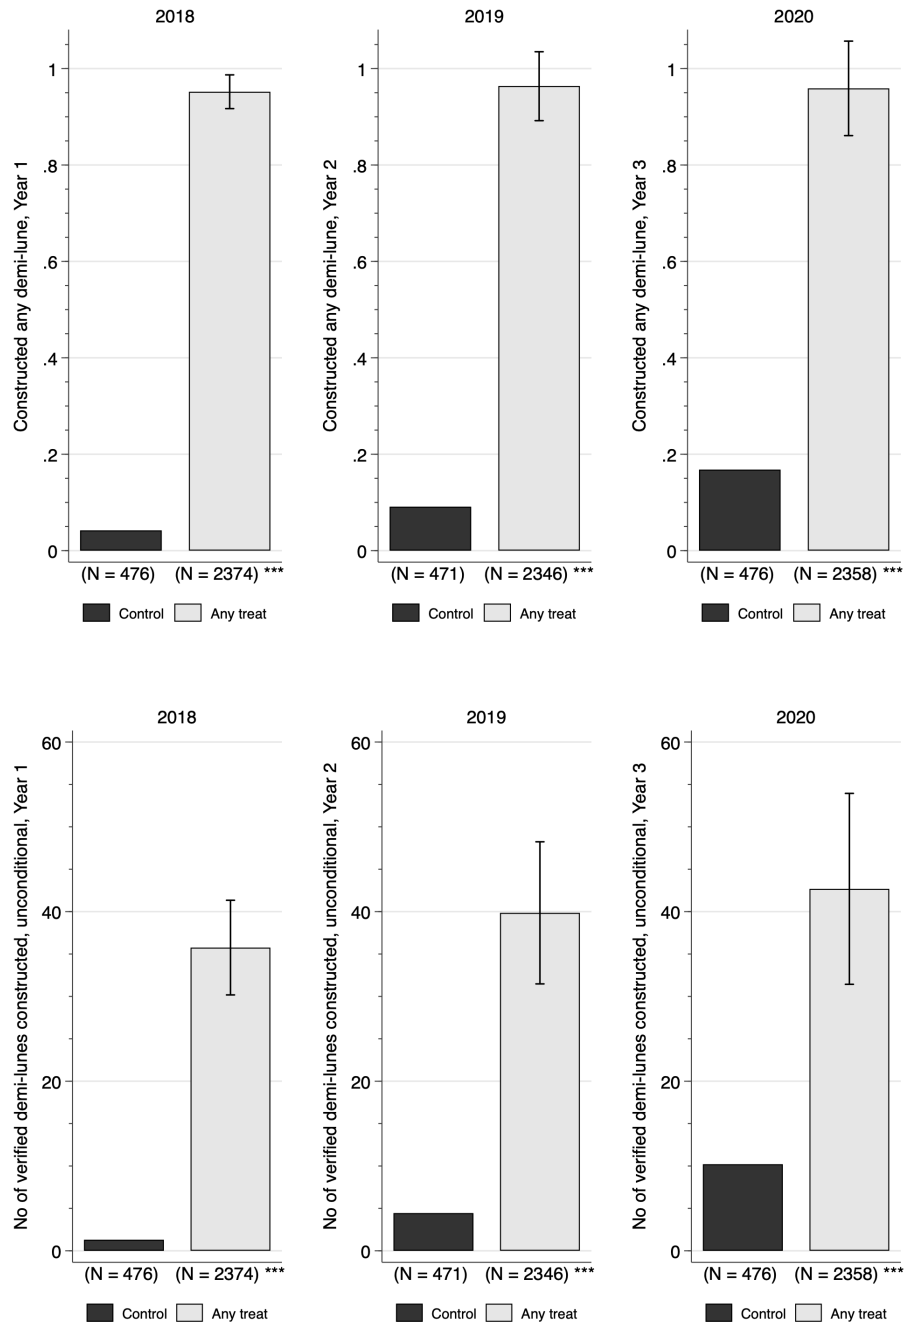 2018
2019
2020
Constructed any demi-lune, Year 1
1
.8
.6
.4
.2
0
(N = 476)
(N = 2374) ***
Control
Any treat
Constructed any demi-lune, Year 2
1
.8
.6
.4
.2
0
(N = 471)
(N = 2346) ***
Control
Any treat
Constructed any demi-lune, Year 3
1
.8
.6
.4
.2
0
(N = 476)
(N = 2358) ***
Control
Any treat
2018
2019
2020
No of verified demi-lunes constructed, unconditional, Year 1
60
40
20
0
(N = 476)
(N = 2374) ***
Control
Any treat
No of verified demi-lunes constructed, unconditional, Year 2
60
40
20
0
(N = 471)
(N = 2346) ***
Control
Any treat
No of verified demi-lunes constructed, unconditional, Year 3
60
40
20
0
(N = 476)
(N = 2358) ***
Control
Any treat